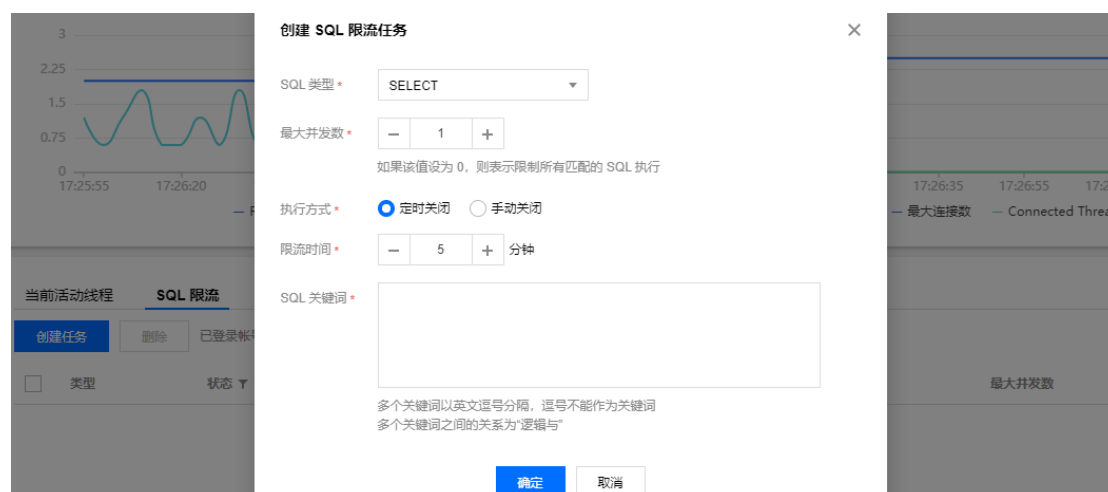 创建 SQL 限流任务
3
2.25
1.5
0.75
0
17:25:55 17:26:20
17:26:35 17:26:55
最大连接数 Connected
SQL 类型 *
SELECT
最大并发数 *
− 1 +
如果该值设为 0，则表示限制所有匹配的 SQL 执行
执行方式 *
定时关闭 手动关闭
限流时间 *
− 5 + 分钟
SQL 关键词 *
多个关键词以英文逗号分隔，逗号不能作为关键词
多个关键词之间的关系为“逻辑与”
确定 取消
当前活动线程 SQL 限流
创建任务 删除 已登录帐
类型 状态 最大并发数